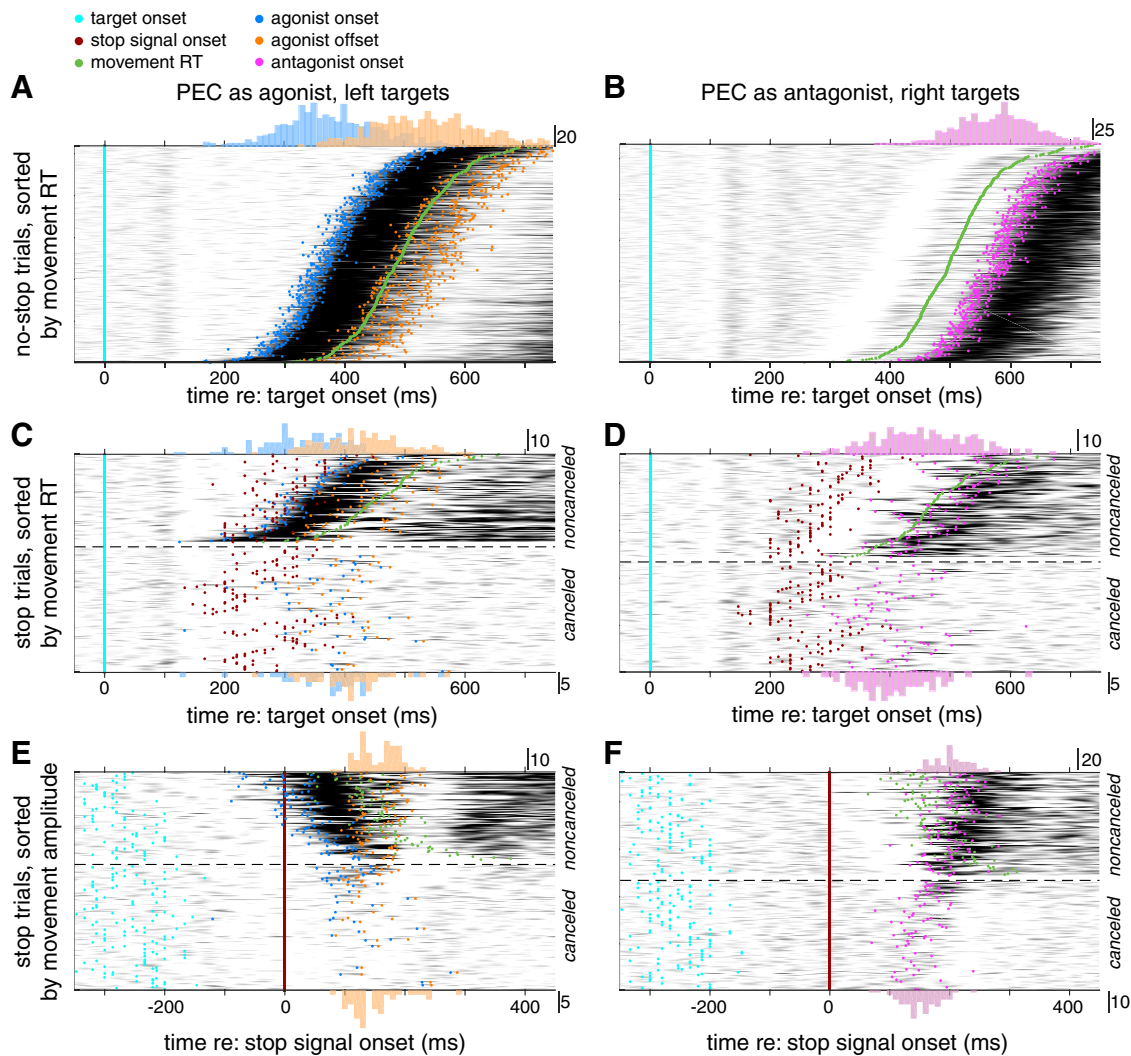 target onset
stop signal onset
movement RT
agonist onset
agonist offset
antagonist onset
A
PEC as agonist, left targets
20
no-stop trials, sorted
by movement RT
0 200 400 600
time re: target onset (ms)
B
PEC as antagonist, right targets
25
0 200 400 600
time re: target onset (ms)
C
10
stop trials, sorted
by movement RT
noncanceled
canceled
0 200 400 600
5
time re: target onset (ms)
D
10
noncanceled
canceled
0 200 400 600
5
time re: target onset (ms)
E
10
stop trials, sorted
by movement amplitude
noncanceled
canceled
-200 0 200 400
5
time re: stop signal onset (ms)
F
20
noncanceled
canceled
-200 0 200 400
10
time re: stop signal onset (ms)